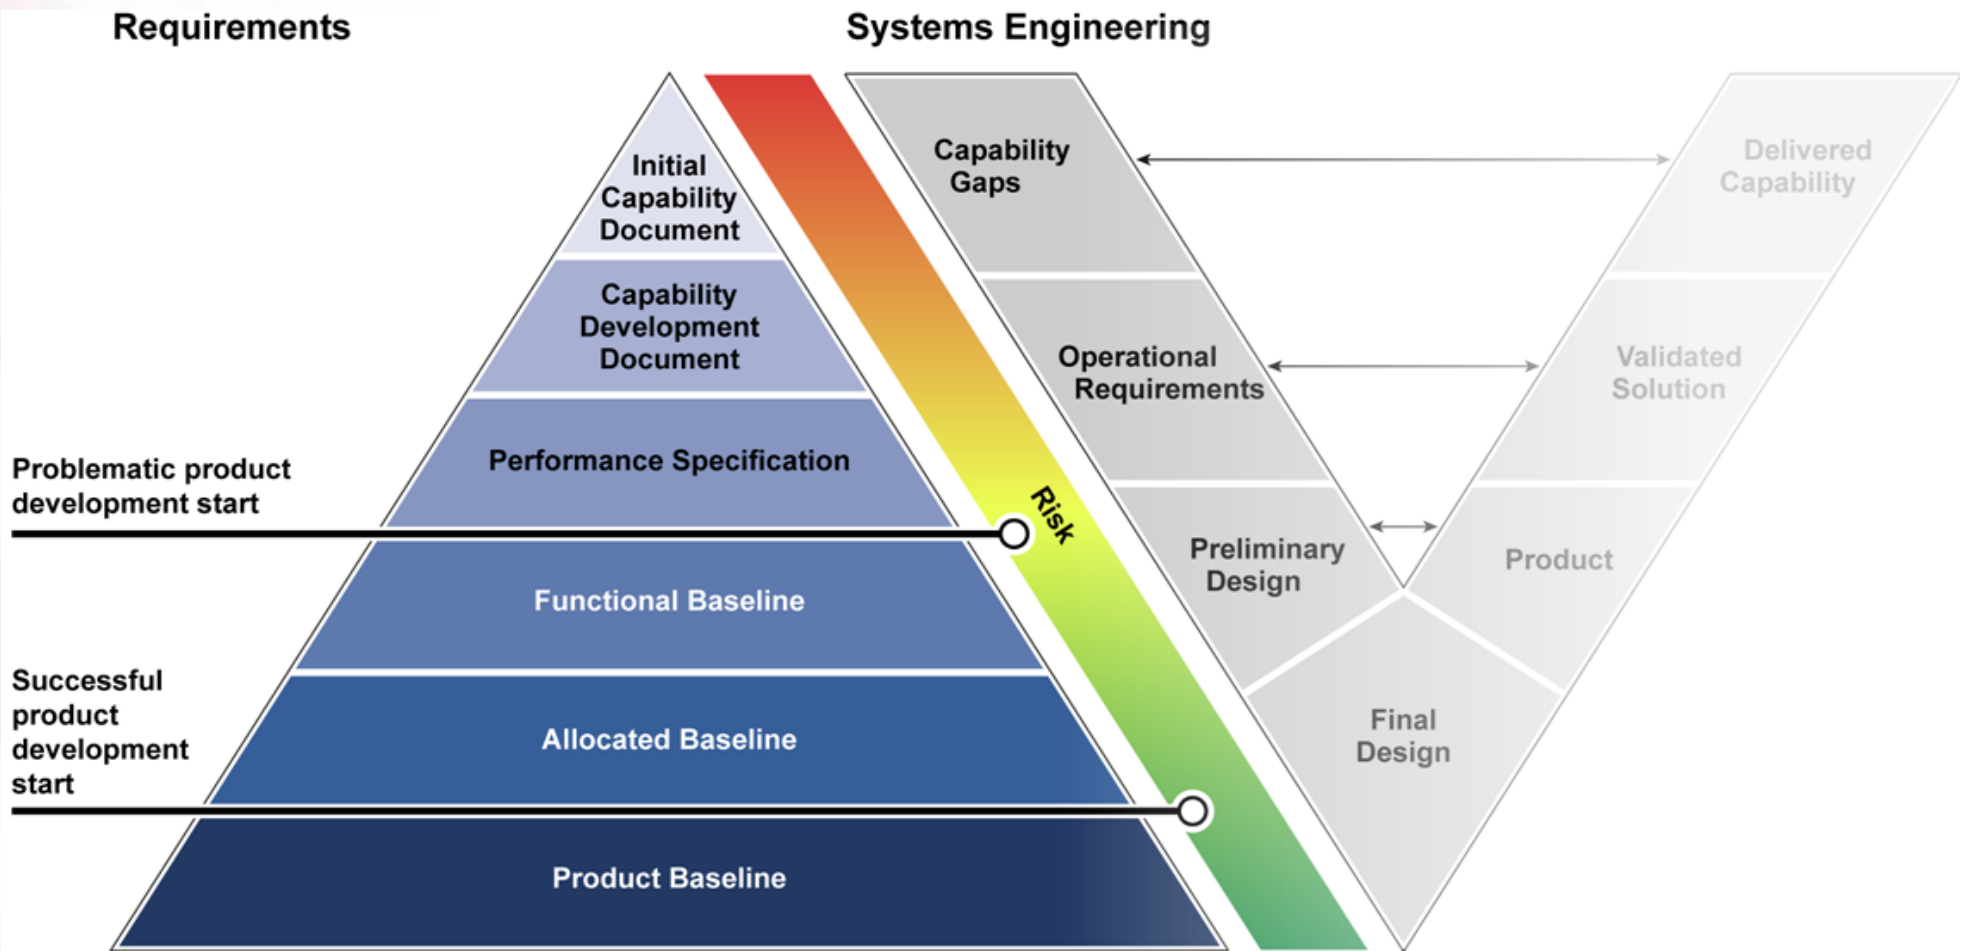 Requirements
Systems Engineering
Initial
Capability
Document
Capability
Development
Document
Performance Specification
Problematic product
development start
Functional Baseline
Allocated Baseline
Successful
product
development
start
Product Baseline
Risk
Capability
Gaps
Operational
Requirements
Preliminary
Design
Final
Design
Product
Validated
Solution
Delivered
Capability